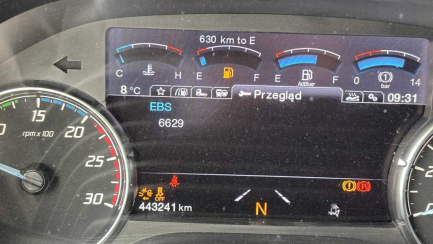 630 km to E
C H E F E F 0 14
AdBlue bar
8 °C Przegląd 09:31
EBS
6629
rpm x 100
15
20
25
30
OFF
443241 km
N